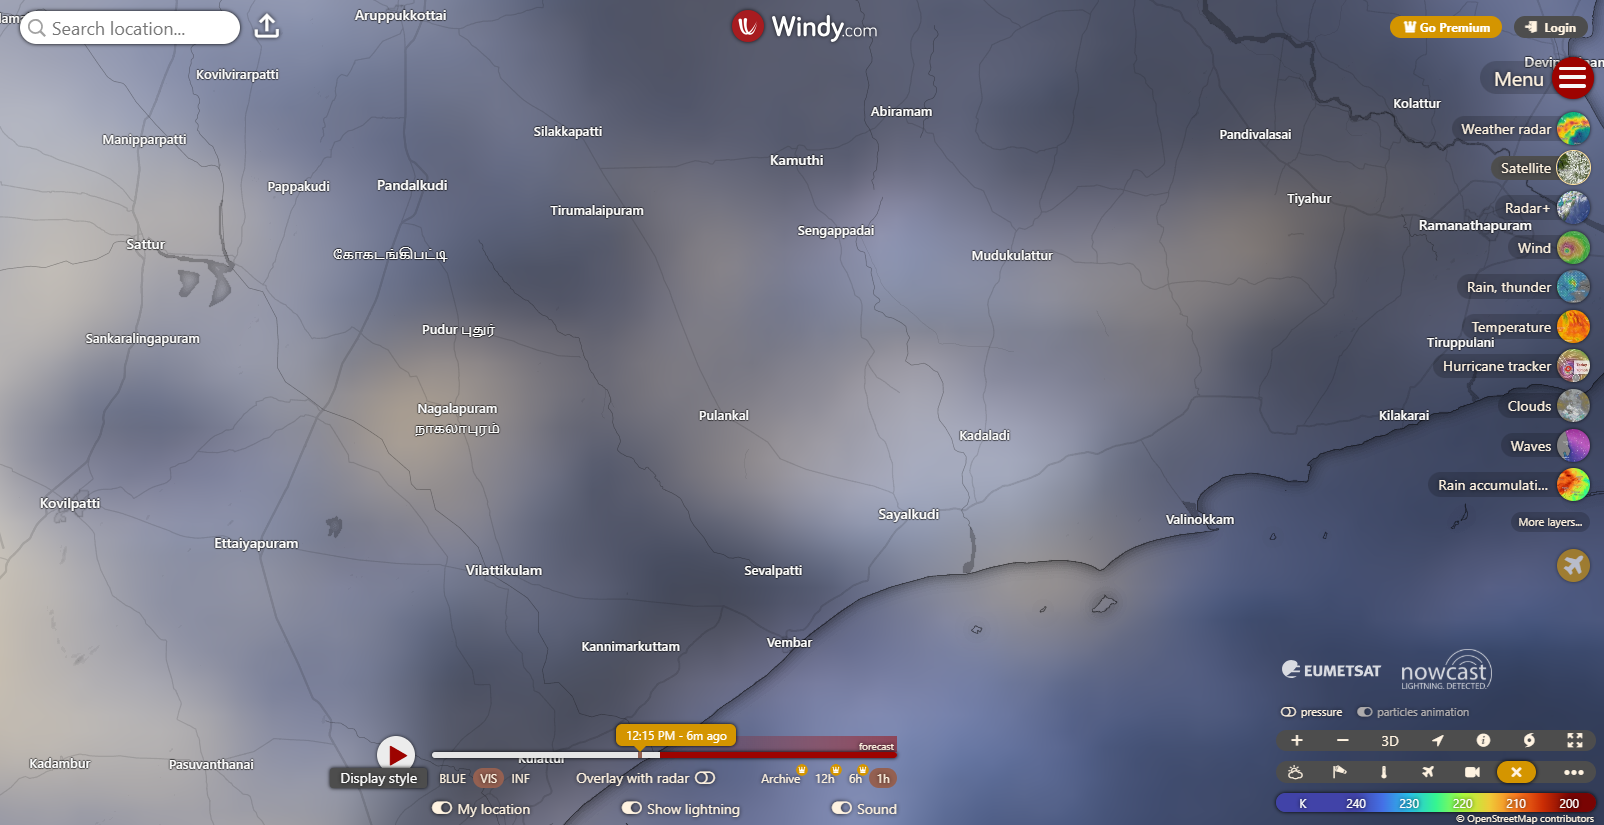 Search location...
Windy.com
Go Premium
Login
Menu
Weather radar
Satellite
Radar+
Wind
Rain, thunder
Temperature
Hurricane tracker
Clouds
Waves
Rain accumulati...
More layers...
Aruppukkottai
Kovilvirarpatti
Abiramam
Kolattur
Manipparpatti
Silakkapatti
Pandivalasai
Kamuthi
Pappakudi
Pandalkudi
Tiyahur
Tirumalaipuram
Ramanathapuram
Sengappadai
Sattur
கோகடங்கிபட்டி
Mudukulattur
Pudur புதூர்
Sankaralingapuram
Tiruppulani
Nagalapuram
நாகலாபுரம்
Pulankal
Kilakarai
Kadaladi
Kovilpatti
Sayalkudi
Valinokkam
Ettaiyapuram
Vilattikulam
Sevalpatti
Kannimarkuttam
Vembar
Kadambur
Pasuvanthanai
Kulattur
EUMETSAT
nowcast
LIGHTNING. DETECTED.
pressure
particles animation
3D
12:15 PM - 6m ago
forecast
Display style
BLUE VIS INF
Overlay with radar
Archive 12h 6h 1h
My location
Show lightning
Sound
K 240 230 220 210 200
© OpenStreetMap contributors